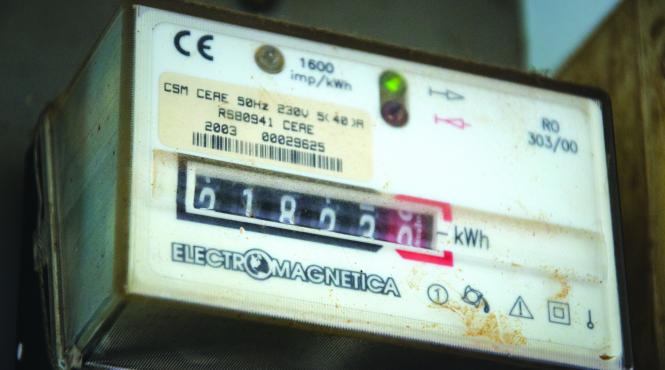 CE
1600
imp/kWh
CSM CERE 50Hz 230V 5(40)A
RSB0941 CERE
2003 00029625
RO
303/00
kWh
ELECTROMAGNETICA
1